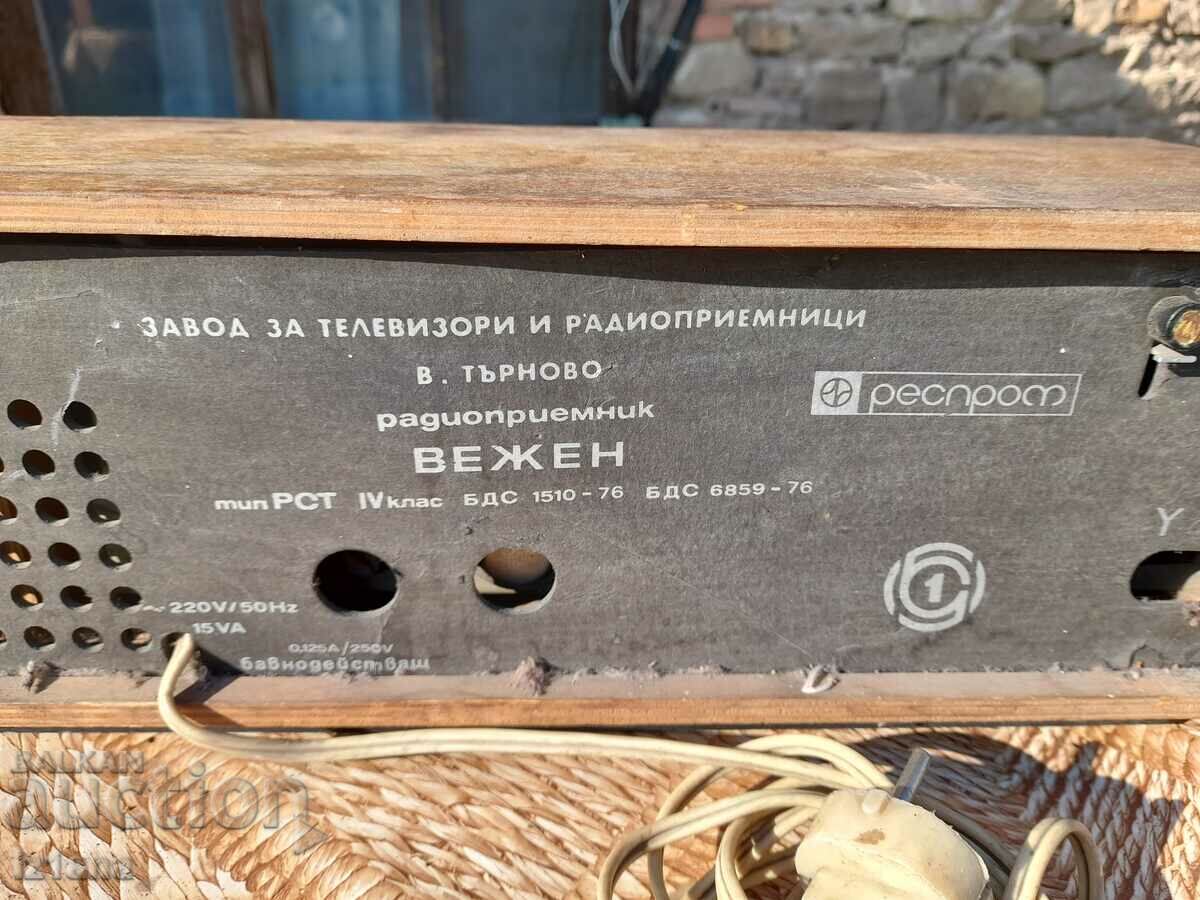 ЗАВОД ЗА ТЕЛЕВИЗОРИ И РАДИОПРИЕМНИЦИ
В. ТЪРНОВО
респром
радиоприемник
ВЕЖЕН
тип РСТ IV клас БДС 1510-76 БДС 6859-76
Y
1
~ 220V/50Hz
15VA
0,125A/250V
бавнодействащ
BALKAN
auction